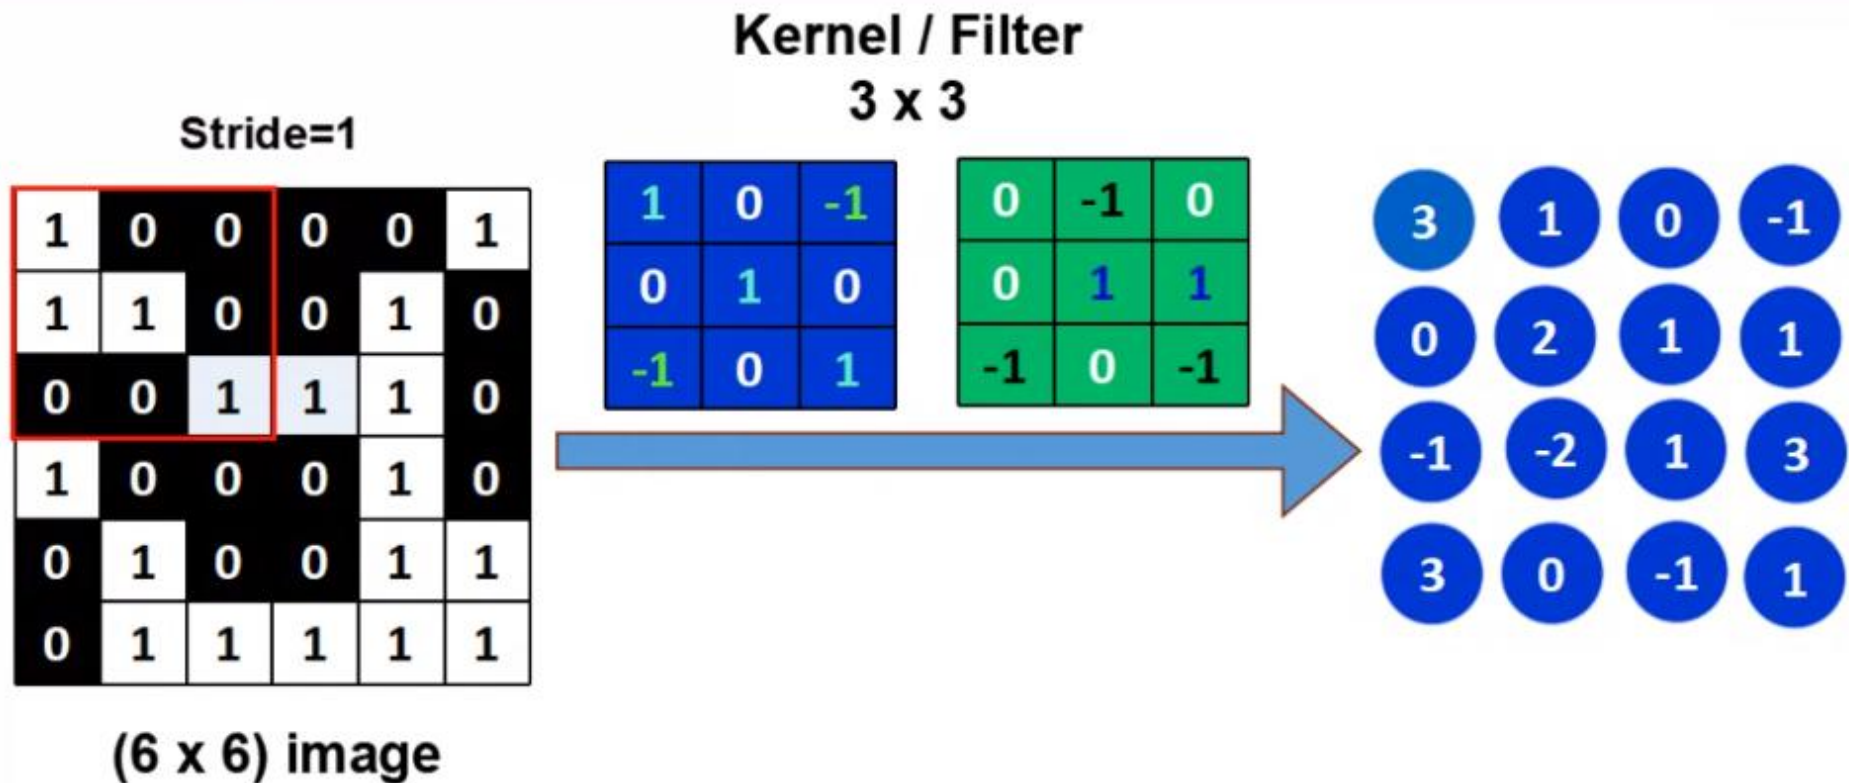 Kernel / Filter
3 x 3
Stride=1
1 0 0 0 0 1
1 1 0 0 1 0
0 0 1 1 1 0
1 0 0 0 1 0
0 1 0 0 1 1
0 1 1 1 1 1
(6 x 6) image
1 0 -1
0 1 0
-1 0 1
0 -1 0
0 1 1
-1 0 -1
3 1 0 -1
0 2 1 1
-1 -2 1 3
3 0 -1 1